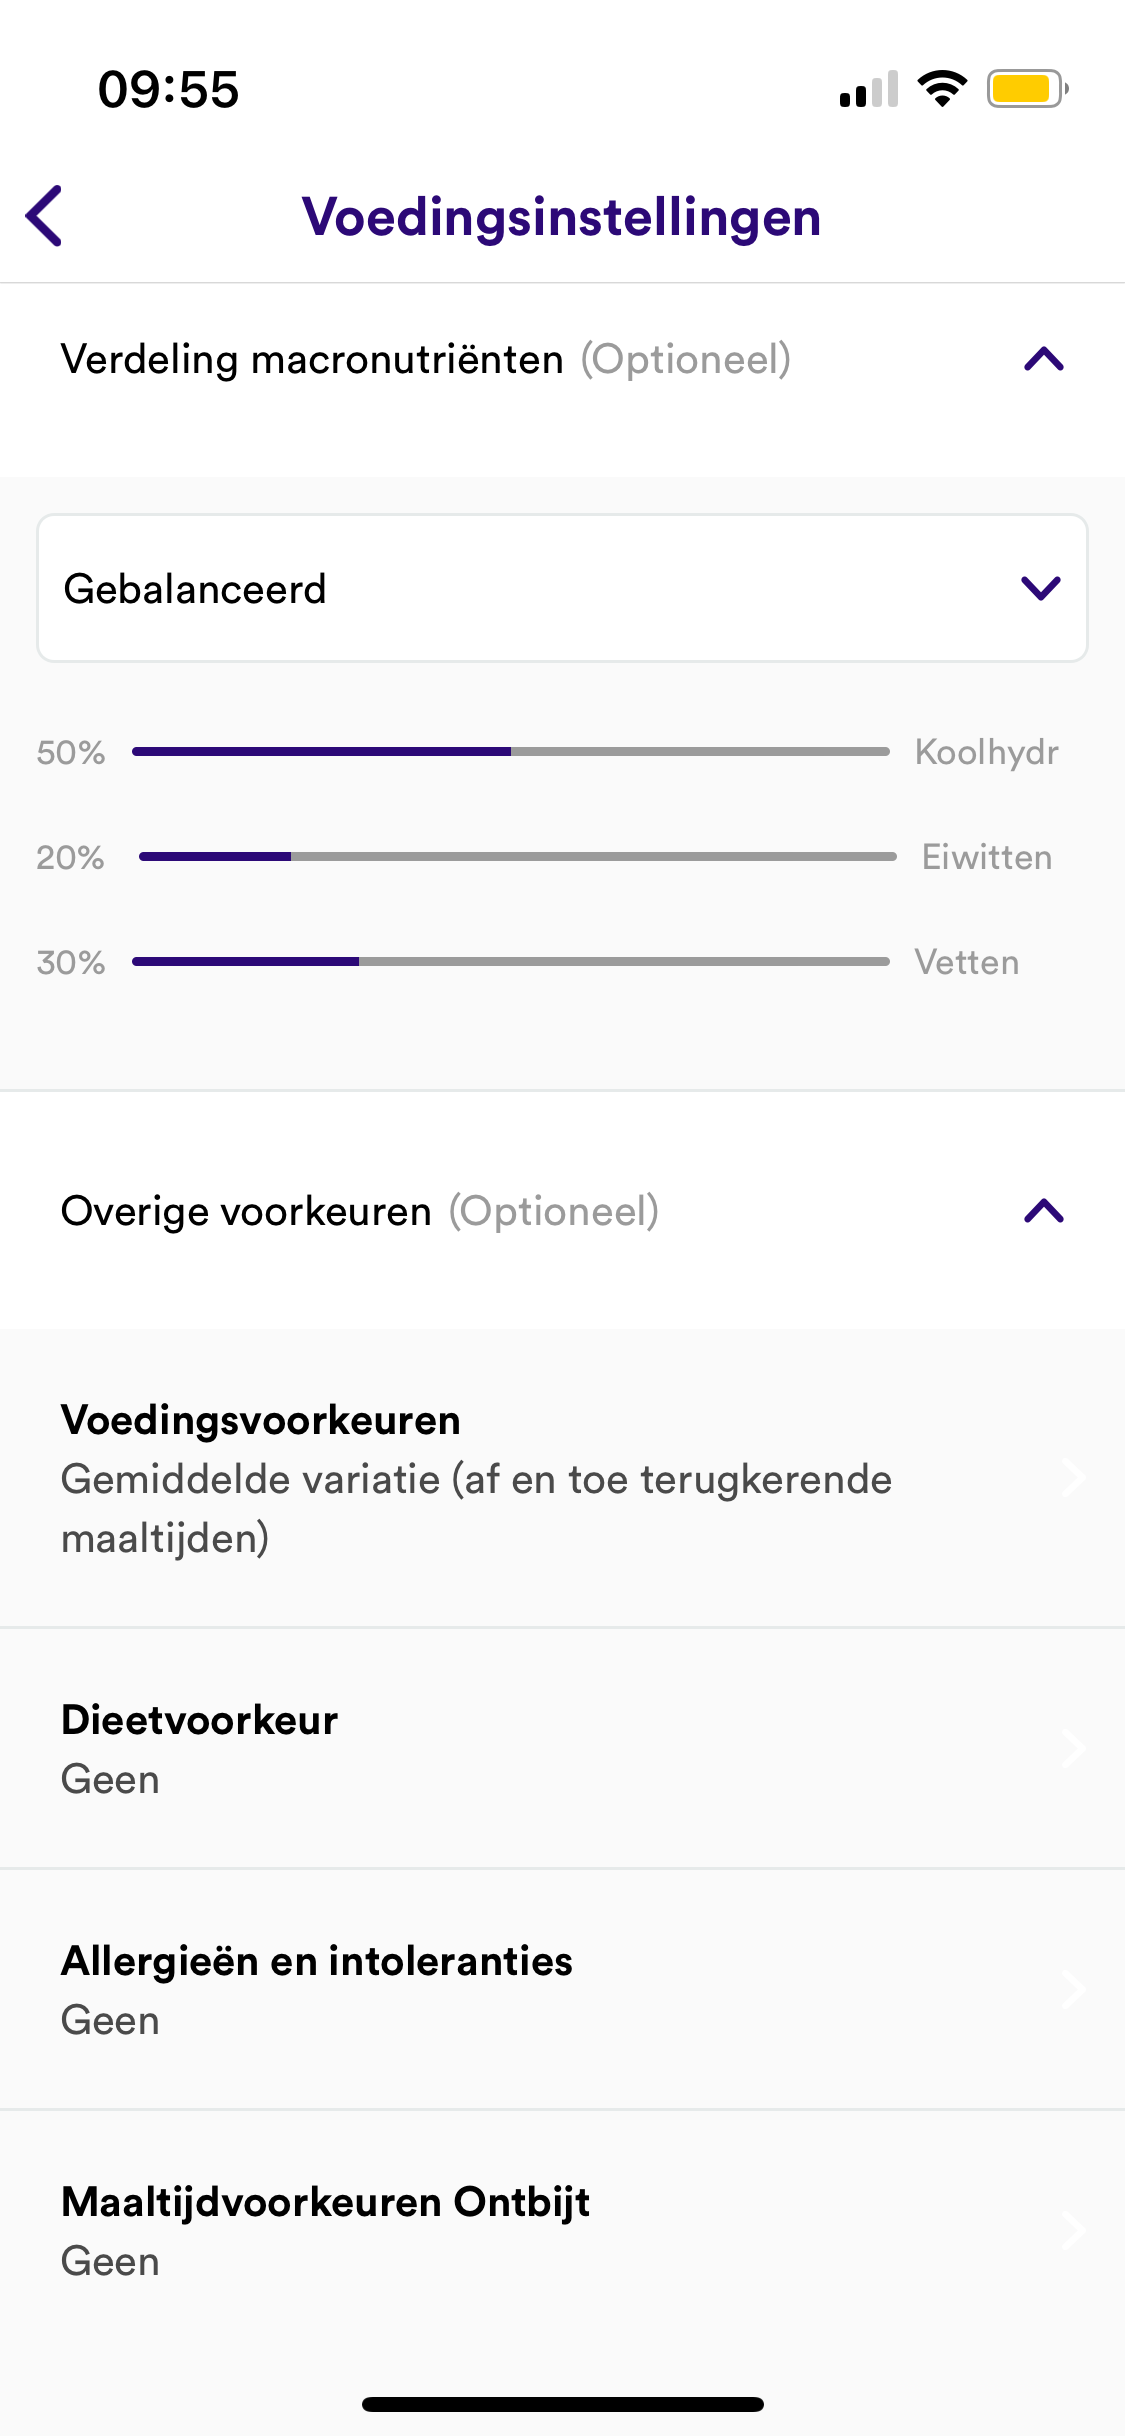 09:55
Voedingsinstellingen
Verdeling macronutriënten (Optioneel)
Gebalanceerd
50% Koolhydr
20% Eiwitten
30% Vetten
Overige voorkeuren (Optioneel)
Voedingsvoorkeuren
Gemiddelde variatie (af en toe terugkerende
maaltijden)
Dieetvoorkeur
Geen
Allergieën en intoleranties
Geen
Maaltijdvoorkeuren Ontbijt
Geen